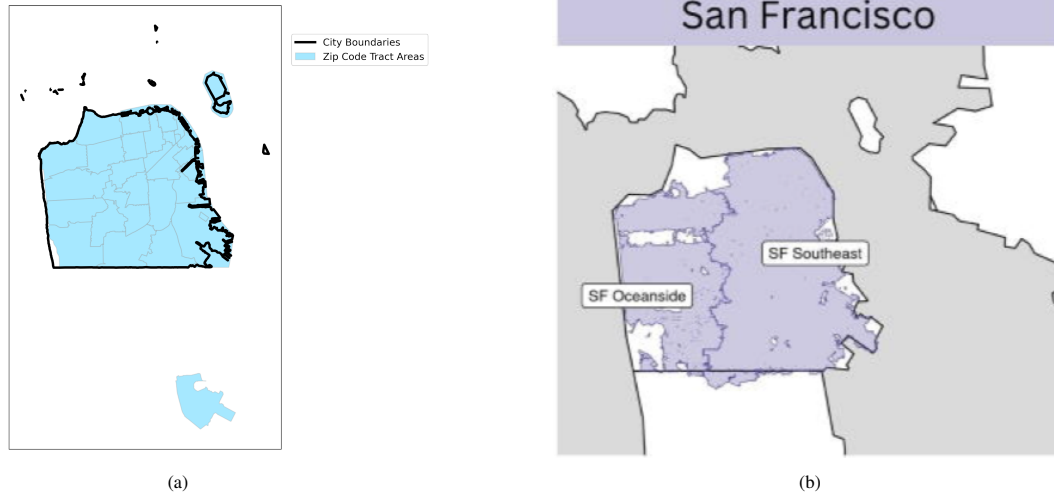 City Boundaries
Zip Code Tract Areas
(a)
San Francisco
SF Southeast
SF Oceanside
(b)